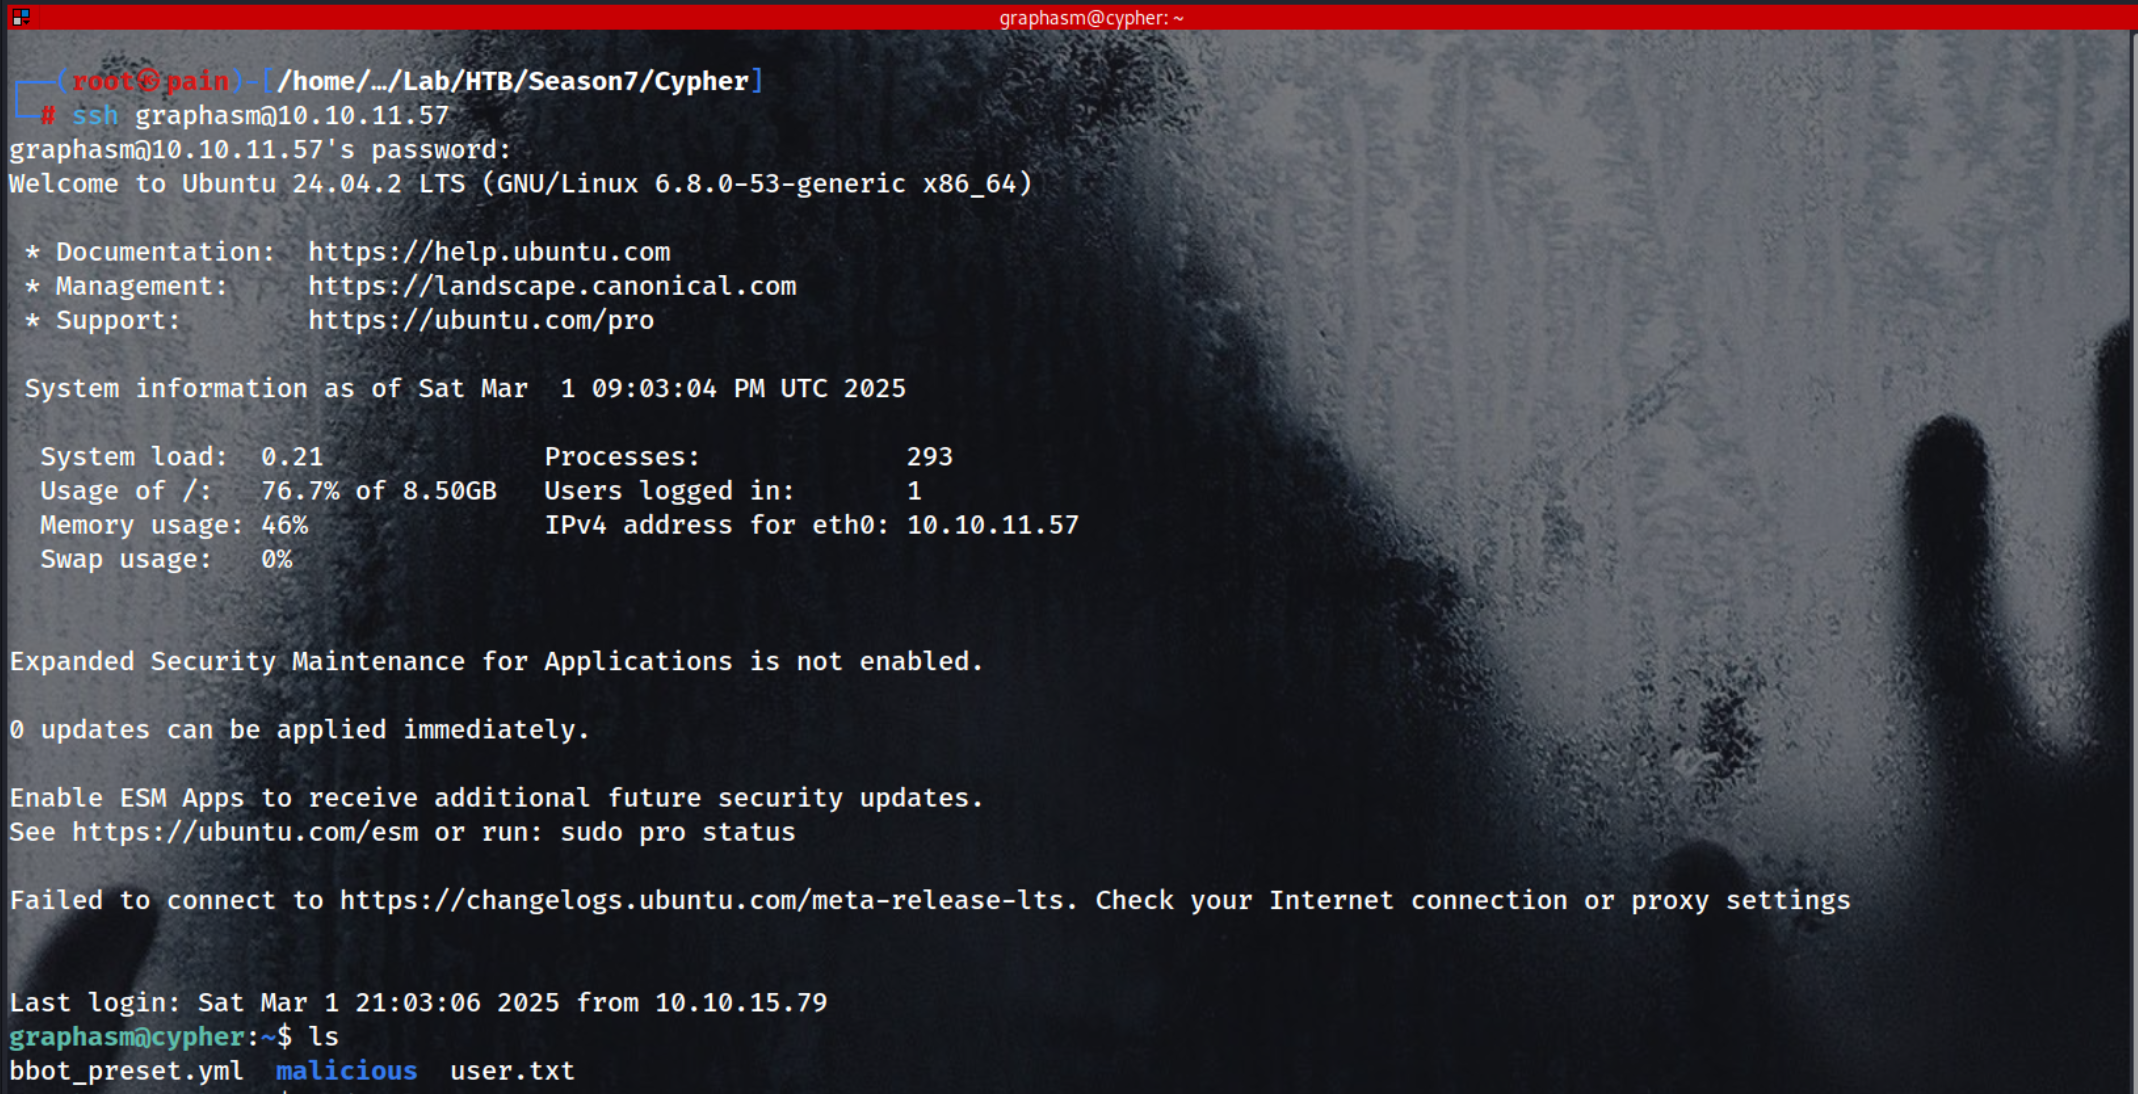 graphasm@cypher: ~
(root㉿pain)-[/home/…/Lab/HTB/Season7/Cypher]
# ssh graphasm@10.10.11.57
graphasm@10.10.11.57's password:
Welcome to Ubuntu 24.04.2 LTS (GNU/Linux 6.8.0-53-generic x86_64)
* Documentation:  https://help.ubuntu.com
* Management:     https://landscape.canonical.com
* Support:        https://ubuntu.com/pro
System information as of Sat Mar  1 09:03:04 PM UTC 2025
System load:  0.21                Processes:             293
Usage of /:   76.7% of 8.50GB   Users logged in:       1
Memory usage: 46%               IPv4 address for eth0: 10.10.11.57
Swap usage:   0%
Expanded Security Maintenance for Applications is not enabled.
0 updates can be applied immediately.
Enable ESM Apps to receive additional future security updates.
See https://ubuntu.com/esm or run: sudo pro status
Failed to connect to https://changelogs.ubuntu.com/meta-release-lts. Check your Internet connection or proxy settings
Last login: Sat Mar 1 21:03:06 2025 from 10.10.15.79
graphasm@cypher:~$ ls
bbot_preset.yml  malicious  user.txt